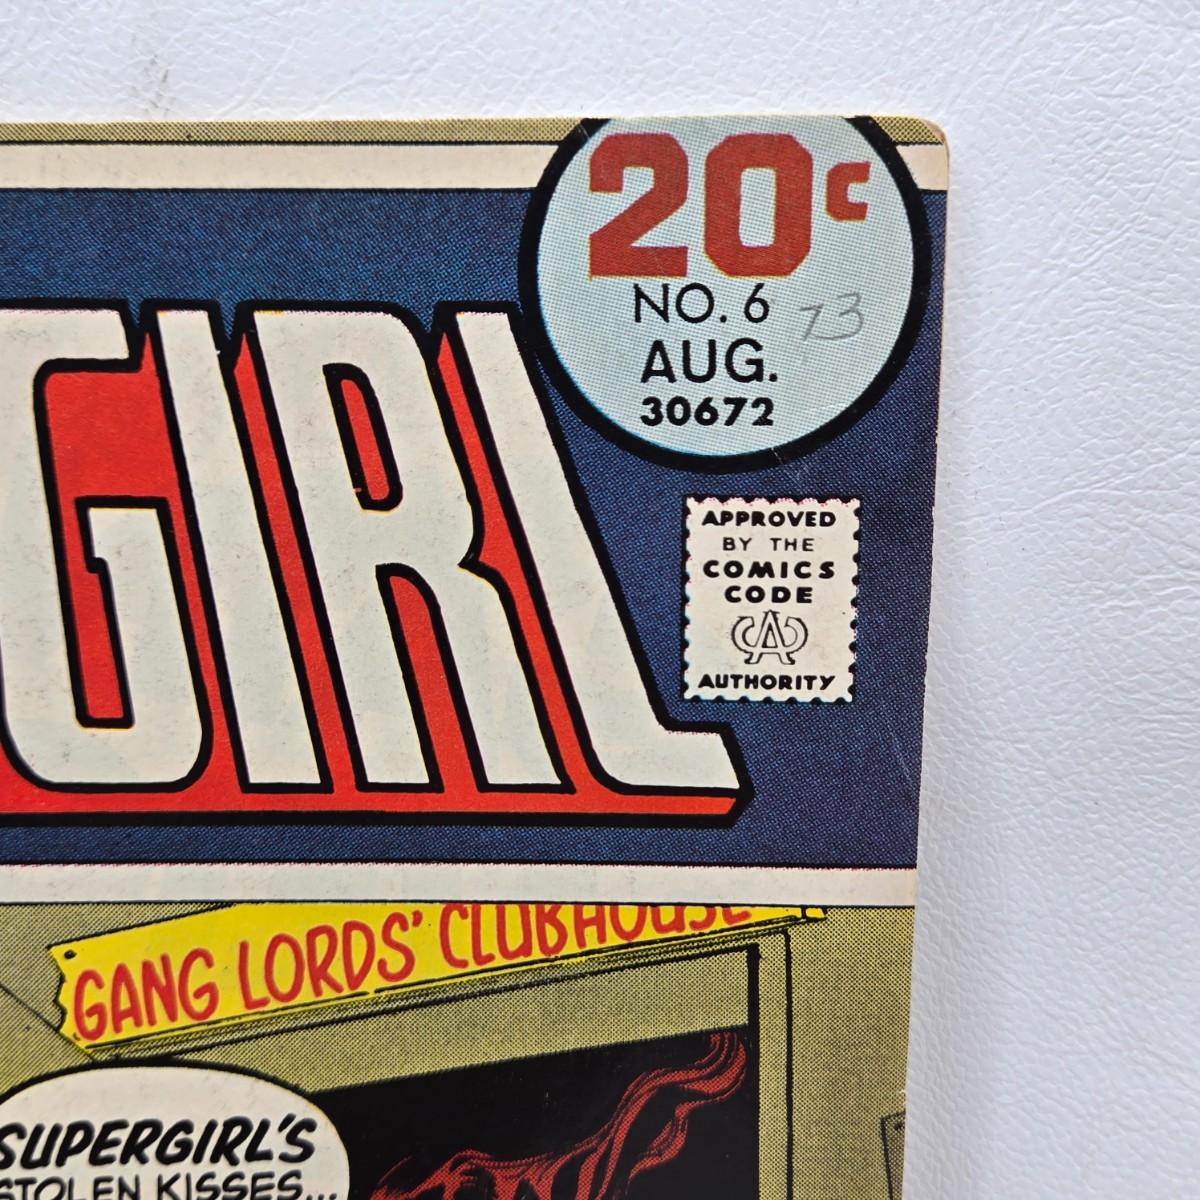 20¢
NO. 6 73
AUG.
30672
GIRL
APPROVED
BY THE
COMICS
CODE
CA
AUTHORITY
GANG LORDS' CLUBHOUSE
SUPERGIRL'S
STOLEN KISSES...